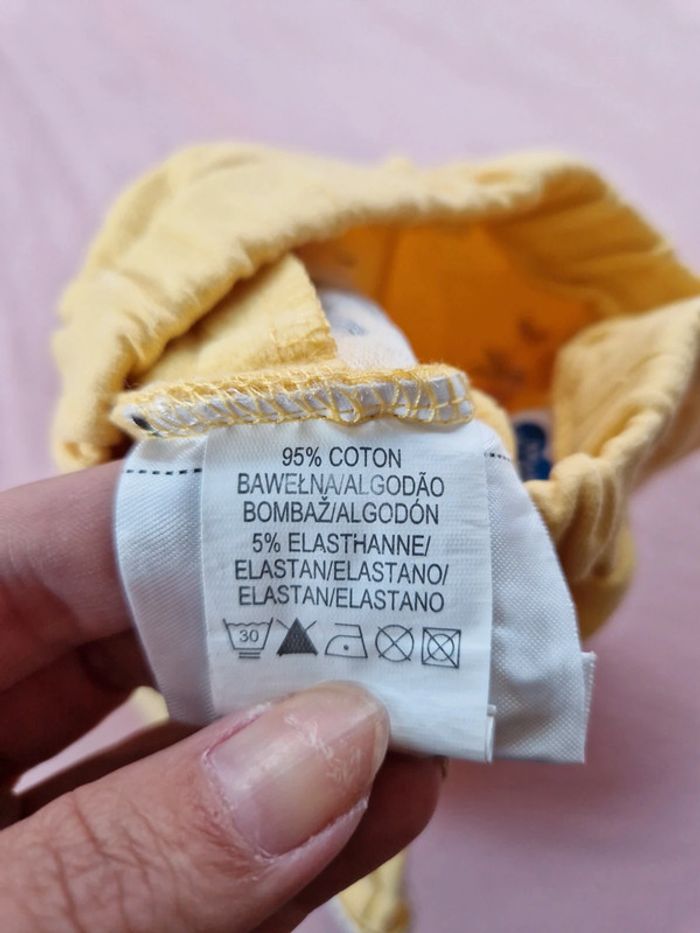 95% COTON
BAWEŁNA/ALGODÃO
BOMBAŽ/ALGODÓN
5% ELASTHANNE/
ELASTAN/ELASTANO/
ELASTAN/ELASTANO
30